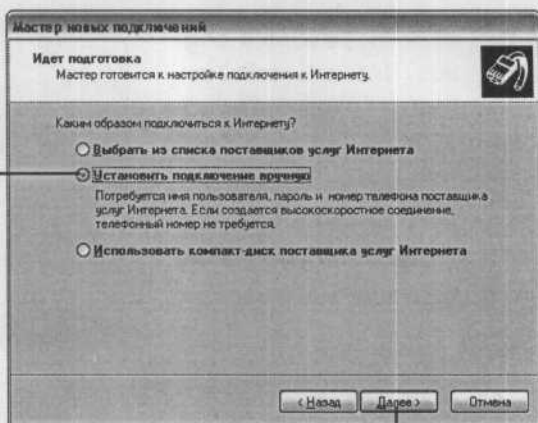 Мастер новых подключений
Идет подготовка
Мастер готовится к настройке подключения к Интернету.
Каким образом подключиться к Интернету?
Выбрать из списка поставщиков услуг Интернета
Установить подключение вручную
Потребуется имя пользователя, пароль и номер телефона поставщика
услуг Интернета. Если создается высокоскоростное соединение,
телефонный номер не требуется.
Использовать компакт-диск поставщика услуг Интернета
< Назад
Далее >
Отмена